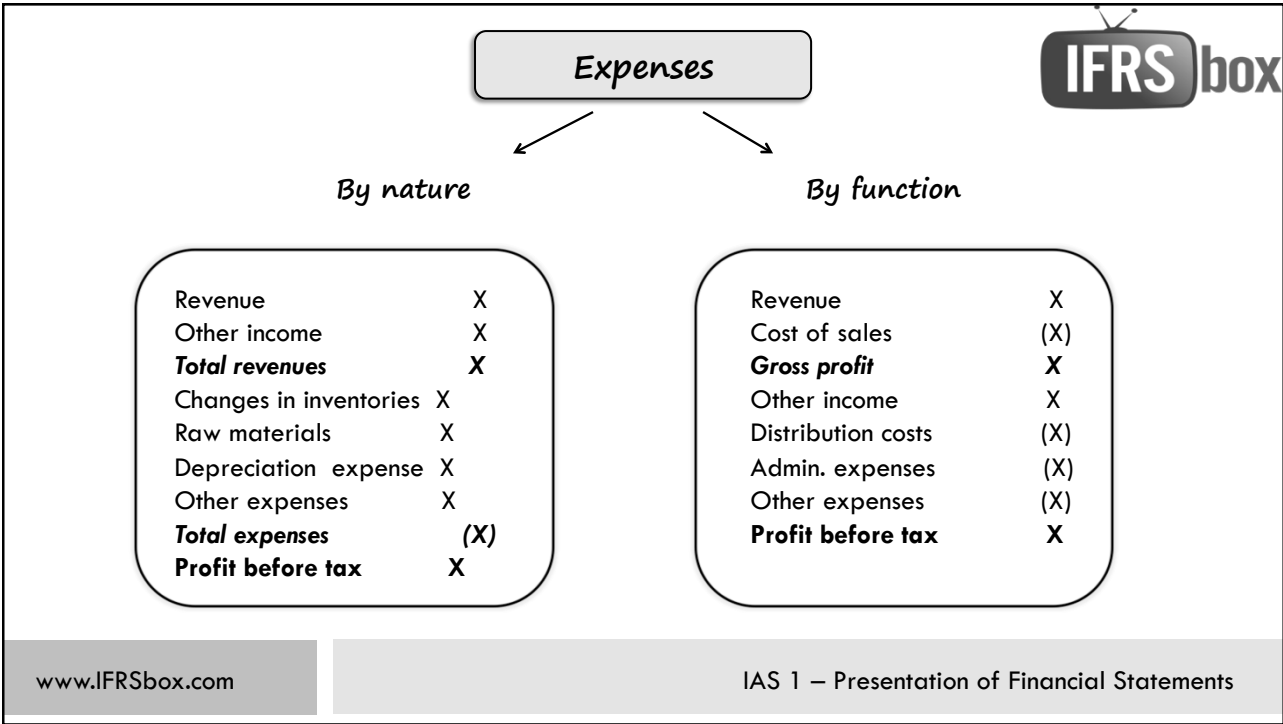 Expenses
IFRS box
By nature
By function
Revenue X
Other income X
Total revenues X
Changes in inventories X
Raw materials X
Depreciation expense X
Other expenses X
Total expenses (X)
Profit before tax X
Revenue X
Cost of sales (X)
Gross profit X
Other income X
Distribution costs (X)
Admin. expenses (X)
Other expenses (X)
Profit before tax X
www.IFRSbox.com
IAS 1 – Presentation of Financial Statements